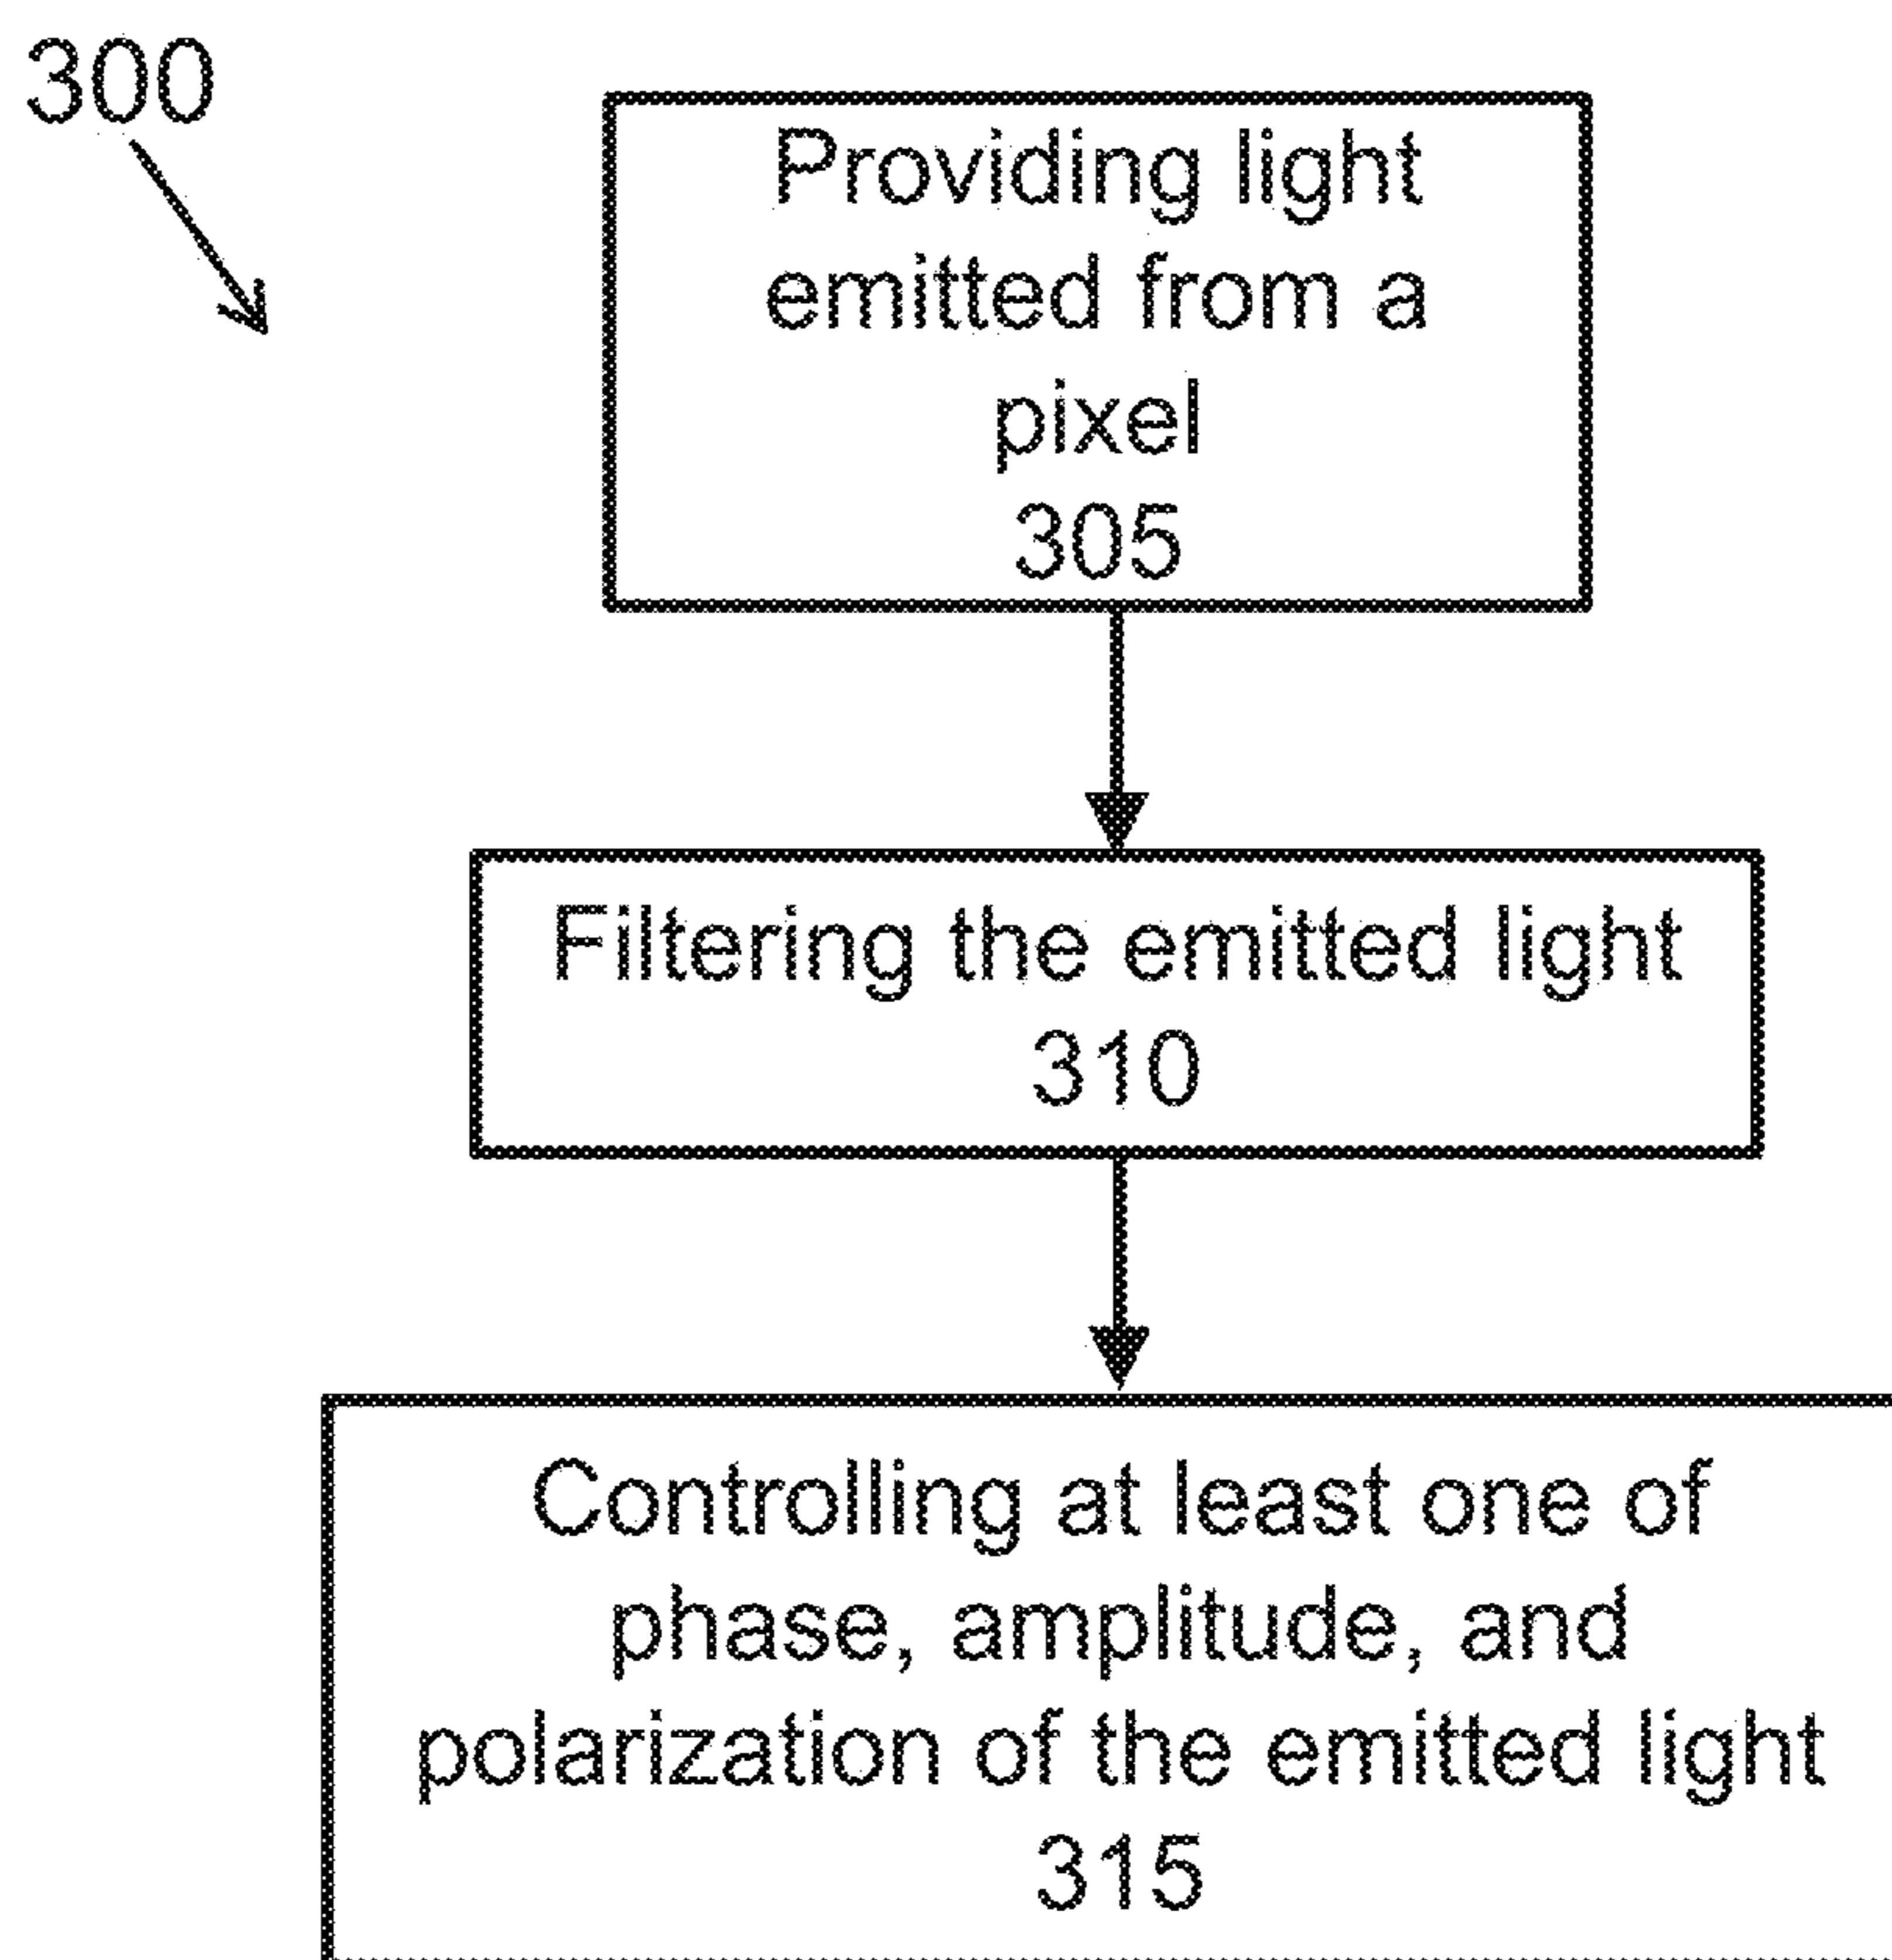 300
Providing light
emitted from a
pixel
305
Filtering the emitted light
310
Controlling at least one of
phase, amplitude, and
polarization of the emitted light
315